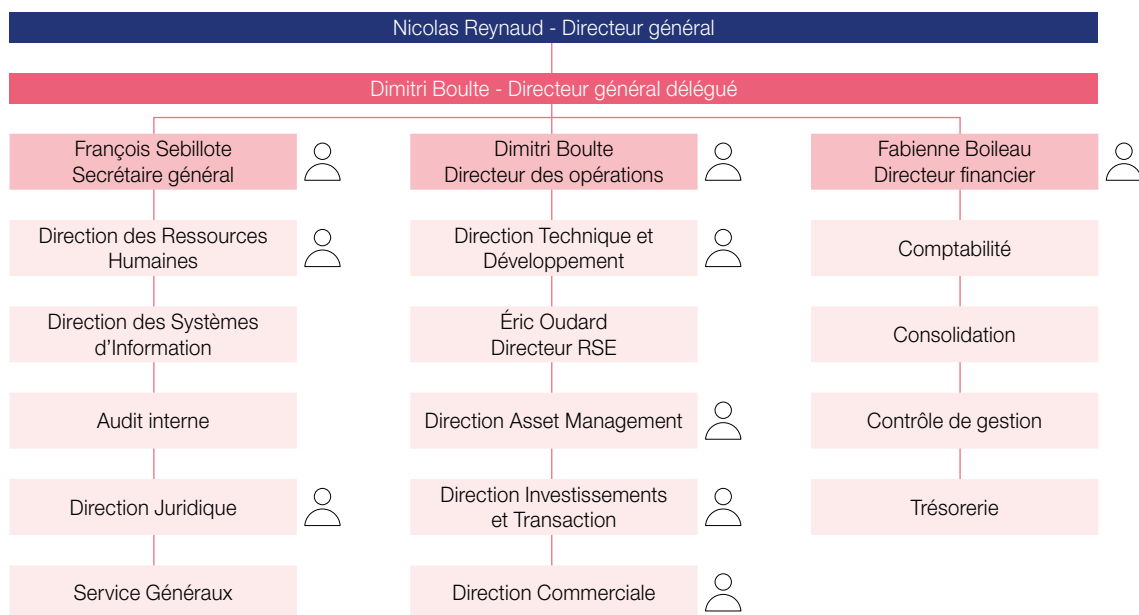 Nicolas Reynaud - Directeur général
Dimitri Boulte - Directeur général délégué
François Sebillote
Secrétaire général
Direction des Ressources
Humaines
Direction des Systèmes
d'Information
Audit interne
Direction Juridique
Service Généraux
Dimitri Boulte
Directeur des opérations
Direction Technique et
Développement
Éric Oudard
Directeur RSE
Direction Asset Management
Direction Investissements
et Transaction
Direction Commerciale
Fabienne Boileau
Directeur financier
Comptabilité
Consolidation
Contrôle de gestion
Trésorerie